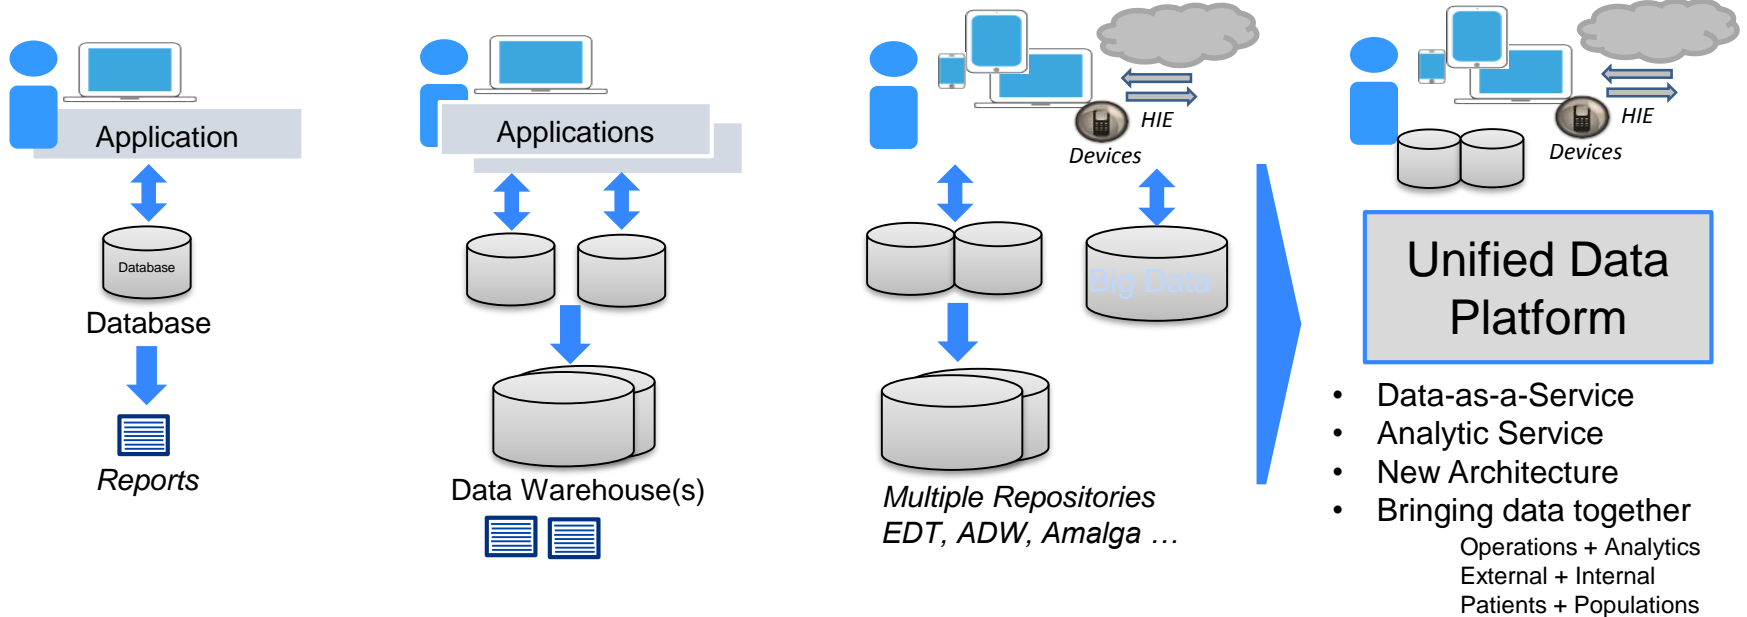 Application
Database
Database
Reports
Applications
Data Warehouse(s)
HIE
Devices
Big Data
Multiple Repositories
EDT, ADW, Amalga …
HIE
Devices
Unified Data
Platform
• Data-as-a-Service
• Analytic Service
• New Architecture
• Bringing data together
Operations + Analytics
External + Internal
Patients + Populations